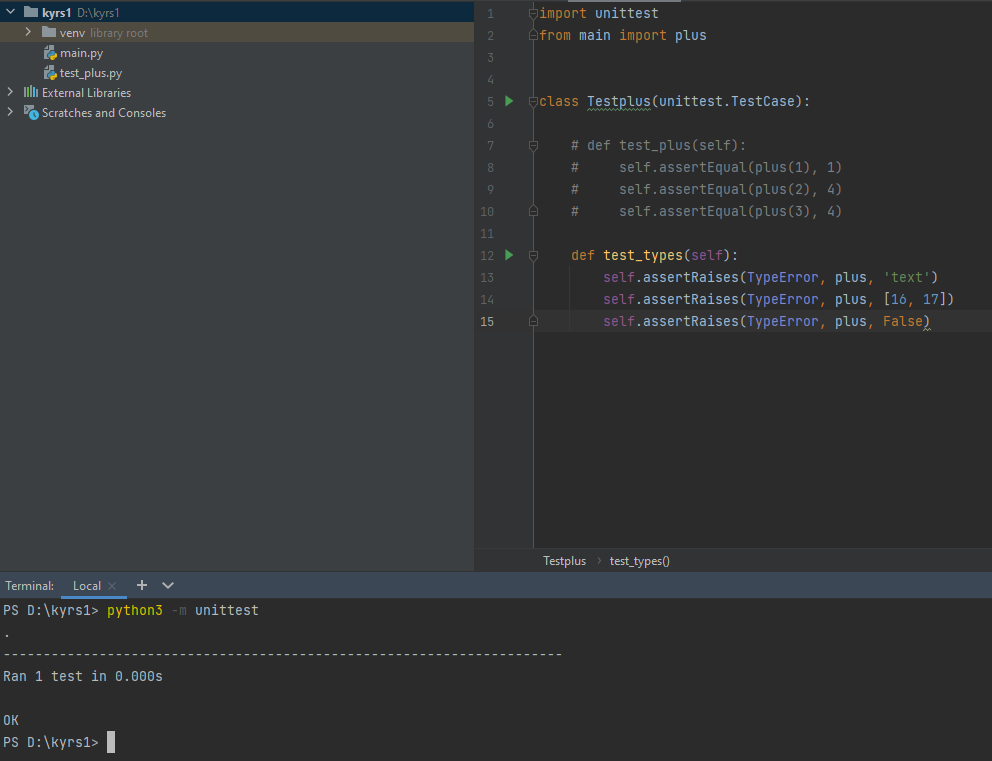 kyrs1 D:\kyrs1
venv library root
main.py
test_plus.py
External Libraries
Scratches and Consoles
1 import unittest
2 from main import plus
3
4
5 class Testplus(unittest.TestCase):
6
7 # def test_plus(self):
8 #     self.assertEqual(plus(1), 1)
9 #     self.assertEqual(plus(2), 4)
10 #     self.assertEqual(plus(3), 4)
11
12 def test_types(self):
13 self.assertRaises(TypeError, plus, 'text')
14 self.assertRaises(TypeError, plus, [16, 17])
15 self.assertRaises(TypeError, plus, False)
Testplus > test_types()
Terminal: Local × +
PS D:\kyrs1> python3 -m unittest
.
----------------------------------------------------------------------
Ran 1 test in 0.000s
OK
PS D:\kyrs1>